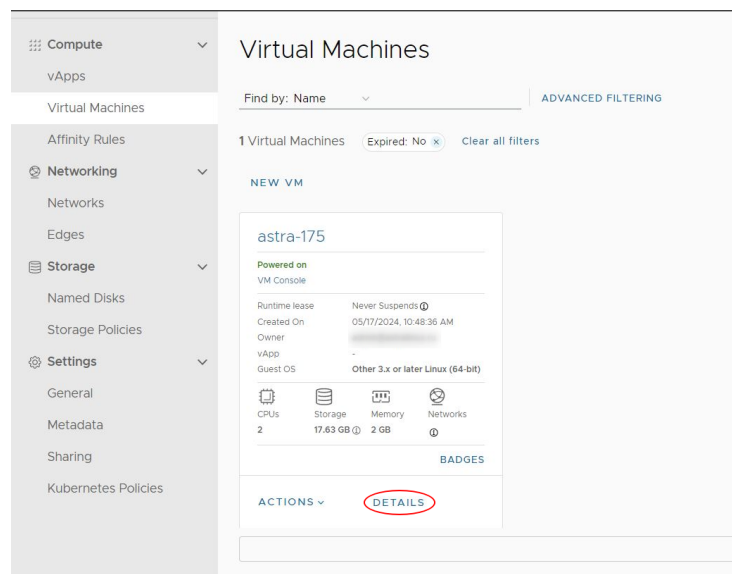 Compute
vApps
Virtual Machines
Affinity Rules
Networking
Networks
Edges
Storage
Named Disks
Storage Policies
Settings
General
Metadata
Sharing
Kubernetes Policies
Virtual Machines
Find by: Name ADVANCED FILTERING
1 Virtual Machines Expired: No × Clear all filters
NEW VM
astra-175
Powered on
VM Console
Runtime lease Never Suspends
Created On 05/17/2024, 10:48:36 AM
Owner
vApp -
Guest OS Other 3.x or later Linux (64-bit)
CPUs Storage Memory Networks
2 17.63 GB 2 GB
BADGES
ACTIONS DETAILS